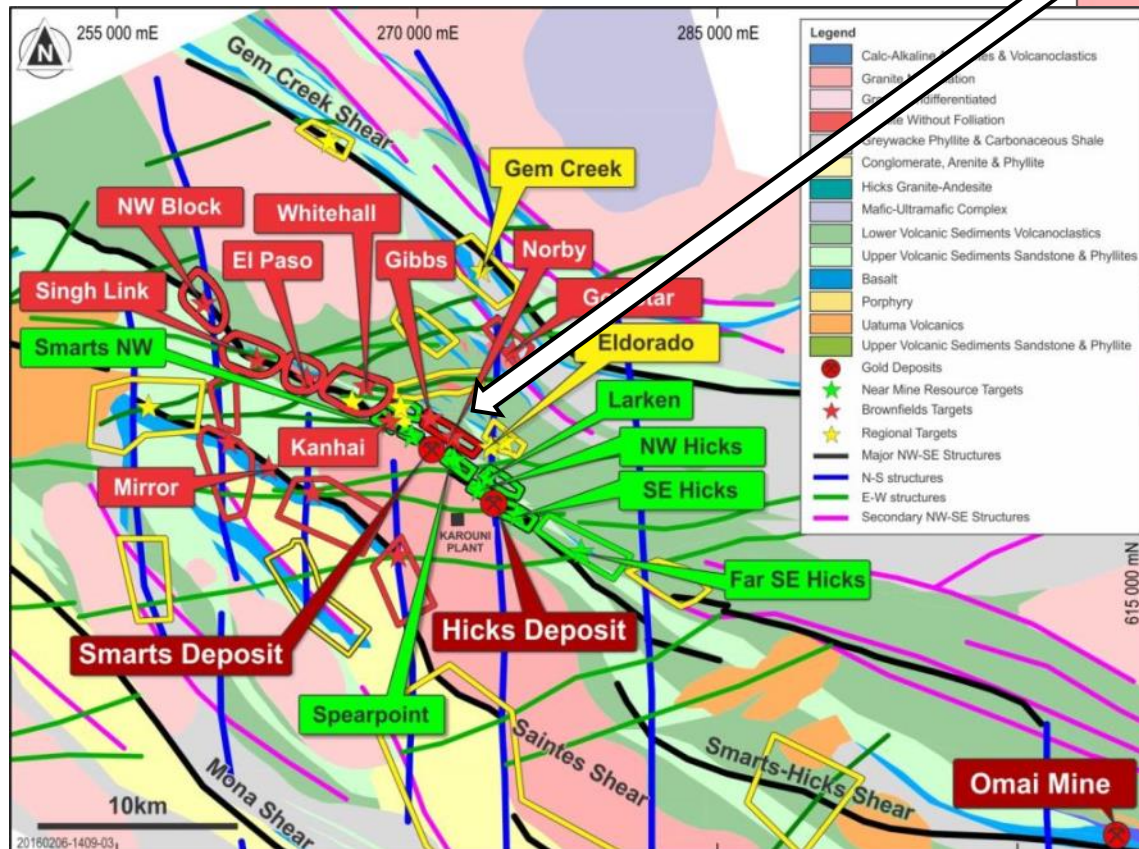 255 000 mE
270 000 mE
285 000 mE
N
Gem Creek Shear
Gem Creek
NW Block
Whitehall
El Paso
Gibbs
Norby
Singh Link
Smarts NW
Eldorado
Larken
NW Hicks
SE Hicks
Kanhai
Mirror
KAROUNI
PLANT
Far SE Hicks
Smarts Deposit
Hicks Deposit
Spearpoint
Saintes Shear
Smarts-Hicks Shear
Mona Shear
Omai Mine
10km
20160206-1409-03
615 000 mN
Legend
Calc-Alkaline & Volcanoclastics
Granite
Without Folliation
Greywacke Phyllite & Carbonaceous Shale
Conglomerate, Arenite & Phyllite
Hicks Granite-Andesite
Mafic-Ultramafic Complex
Lower Volcanic Sediments Volcanoclastics
Upper Volcanic Sediments Sandstone & Phyllites
Basalt
Porphyry
Uatuma Volcanics
Upper Volcanic Sediments Sandstone & Phyllite
Gold Deposits
Near Mine Resource Targets
Brownfields Targets
Regional Targets
Major NW-SE Structures
N-S structures
E-W structures
Secondary NW-SE Structures